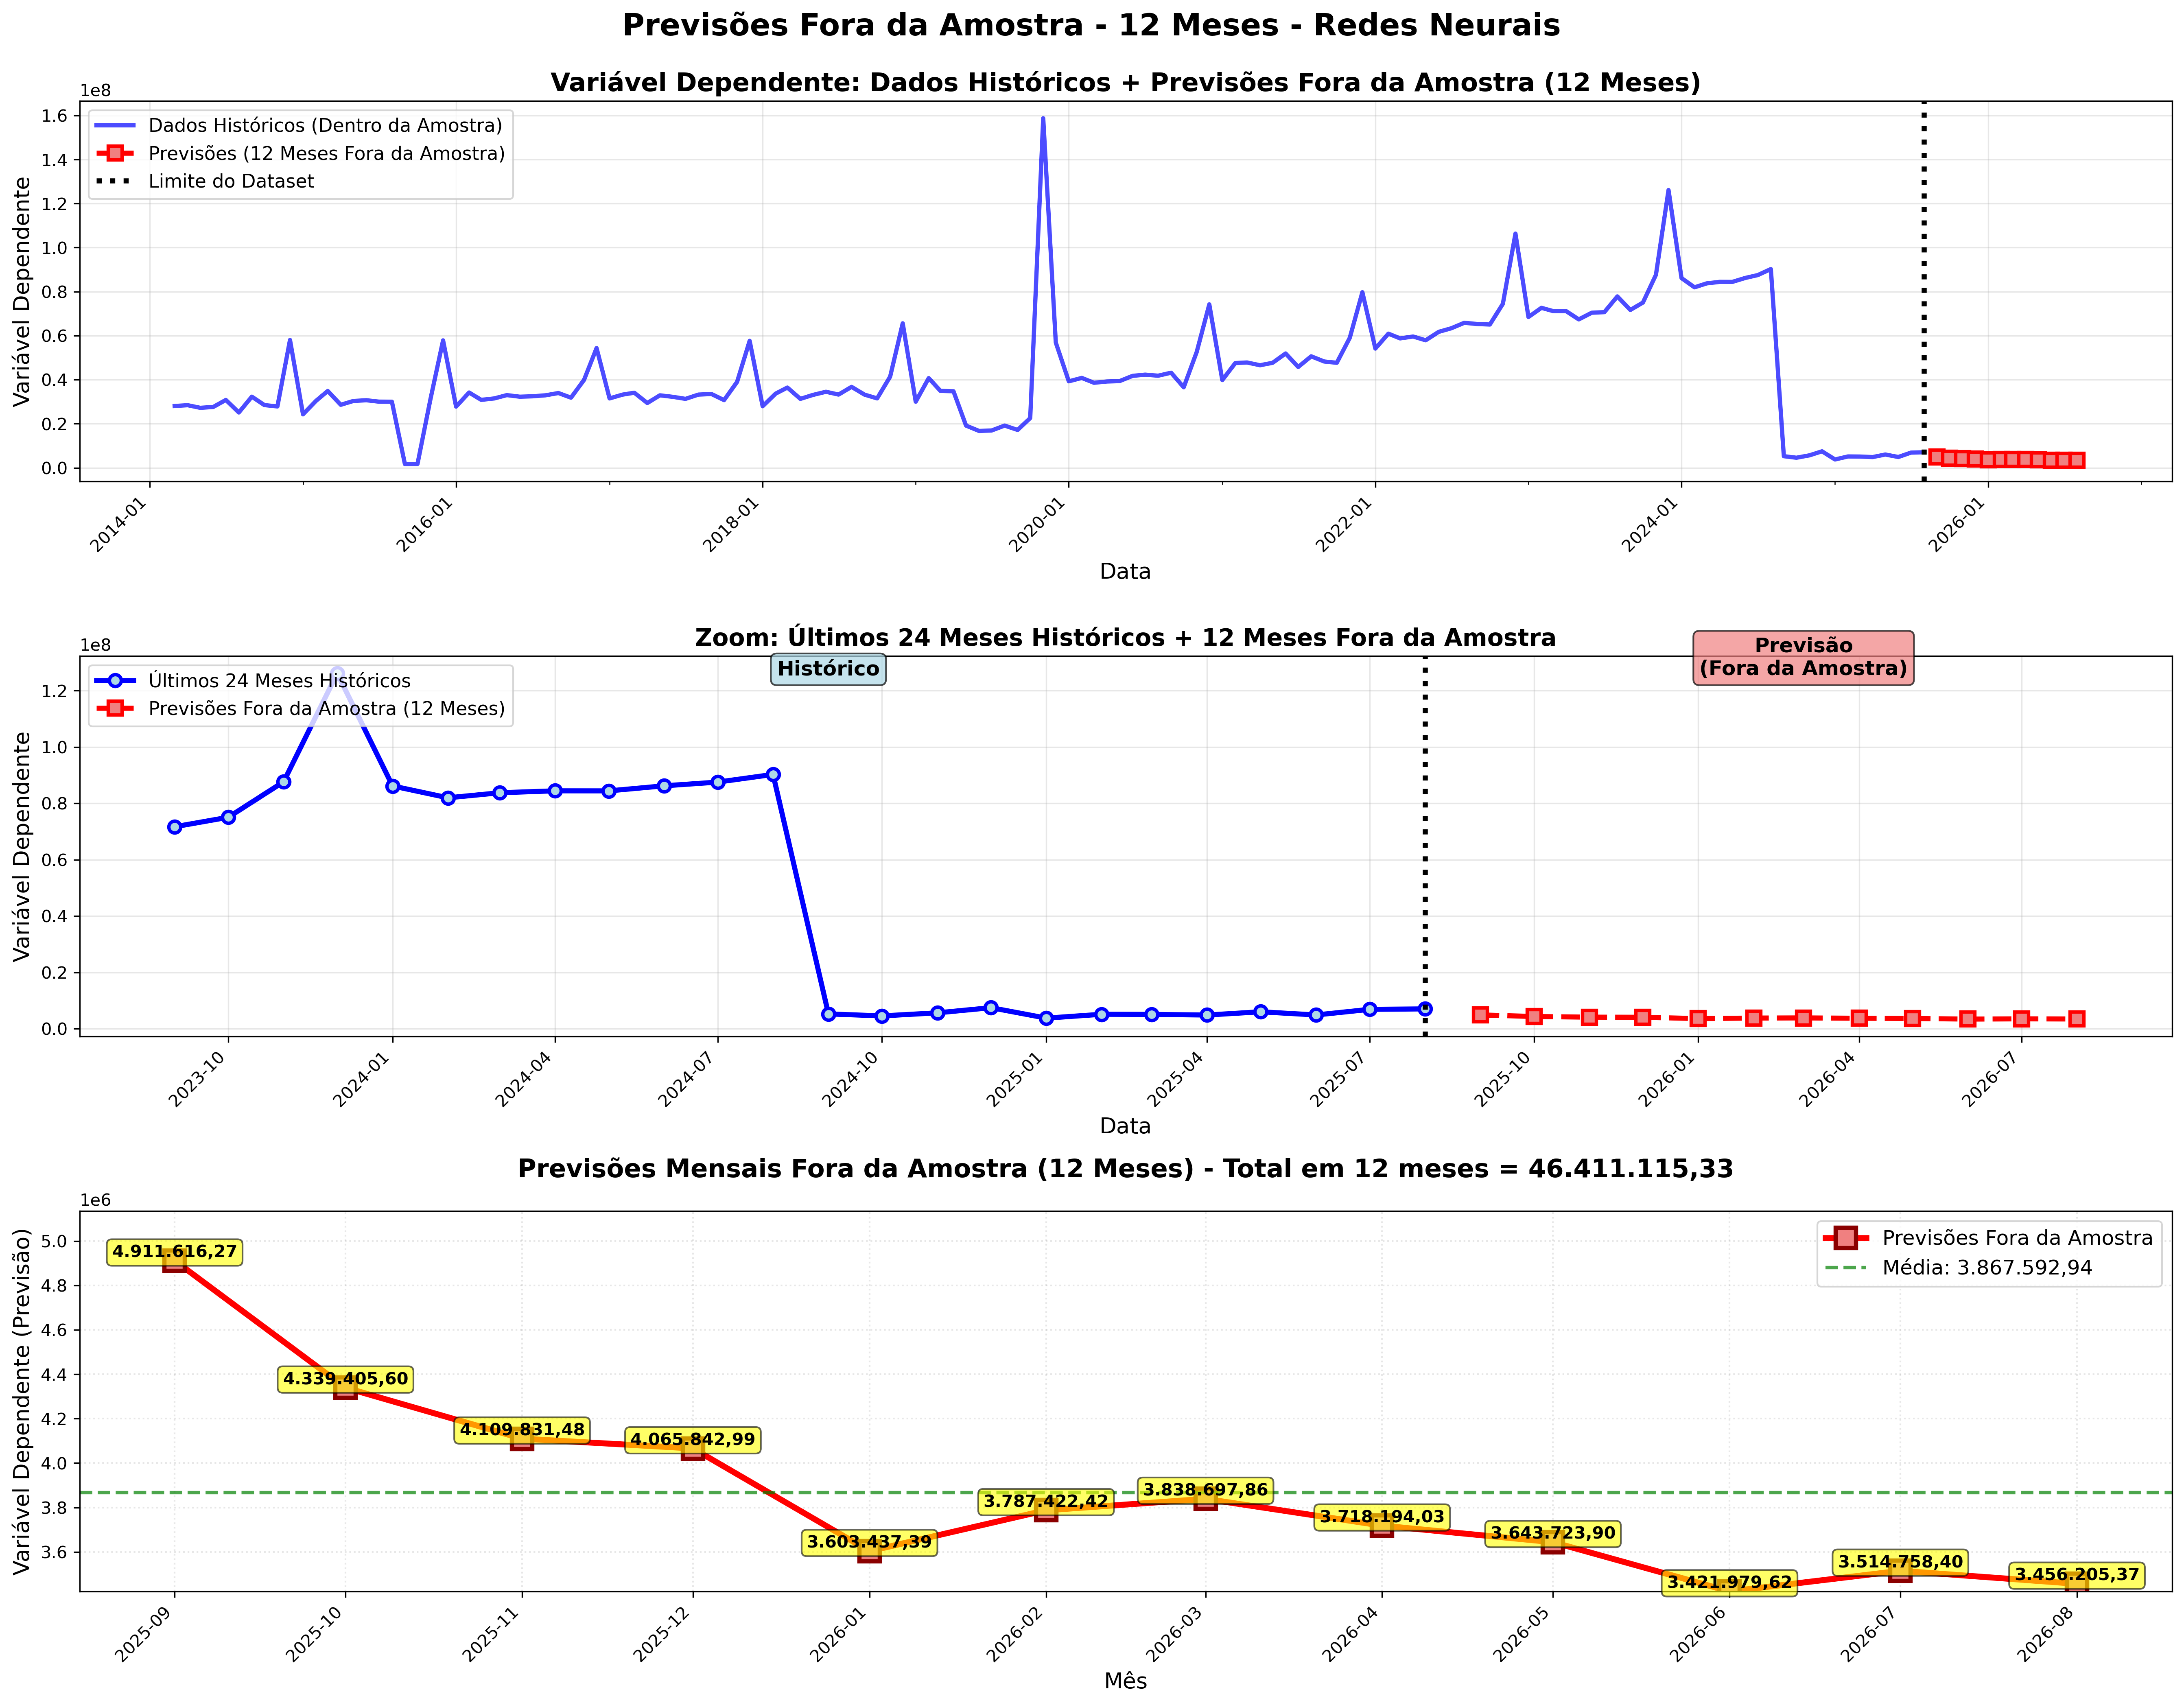 Previsões Fora da Amostra - 12 Meses - Redes Neurais
Variável Dependente: Dados Históricos + Previsões Fora da Amostra (12 Meses)
1e8
Variável Dependente
1.6
1.4
1.2
1.0
0.8
0.6
0.4
0.2
0.0
Dados Históricos (Dentro da Amostra)
Previsões (12 Meses Fora da Amostra)
Limite do Dataset
2014-01
2016-01
2018-01
2020-01
2022-01
2024-01
2026-01
Data
Zoom: Últimos 24 Meses Históricos + 12 Meses Fora da Amostra
1e8
Variável Dependente
1.2
1.0
0.8
0.6
0.4
0.2
0.0
Últimos 24 Meses Históricos
Previsões Fora da Amostra (12 Meses)
Histórico
Previsão
(Fora da Amostra)
2023-10
2024-01
2024-04
2024-07
2024-10
2025-01
2025-04
2025-07
2025-10
2026-01
2026-04
2026-07
Data
Previsões Mensais Fora da Amostra (12 Meses) - Total em 12 meses = 46.411.115,33
1e6
Variável Dependente (Previsão)
5.0
4.8
4.6
4.4
4.2
4.0
3.8
3.6
Previsões Fora da Amostra
Média: 3.867.592,94
4.911.616,27
4.339.405,60
4.109.831,48
4.065.842,99
3.603.437,39
3.787.422,42
3.838.697,86
3.718.194,03
3.643.723,90
3.421.979,62
3.514.758,40
3.456.205,37
2025-09
2025-10
2025-11
2025-12
2026-01
2026-02
2026-03
2026-04
2026-05
2026-06
2026-07
2026-08
Mês